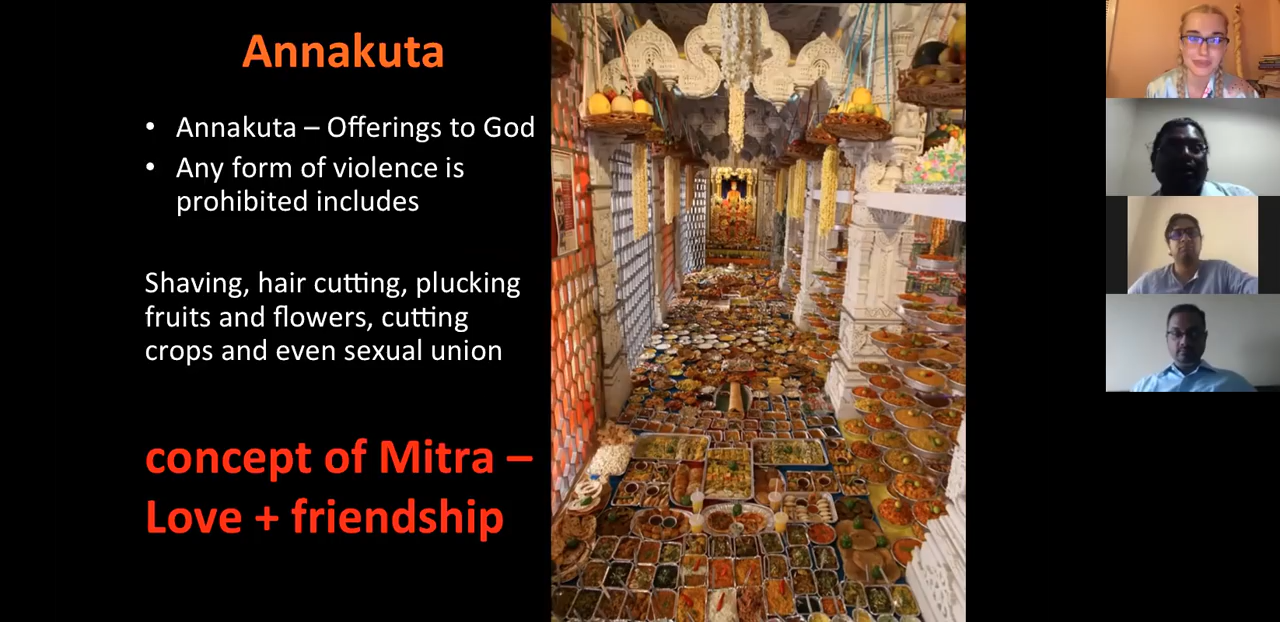 Annakuta
• Annakuta – Offerings to God
• Any form of violence is
prohibited includes
Shaving, hair cutting, plucking
fruits and flowers, cutting
crops and even sexual union
concept of Mitra –
Love + friendship